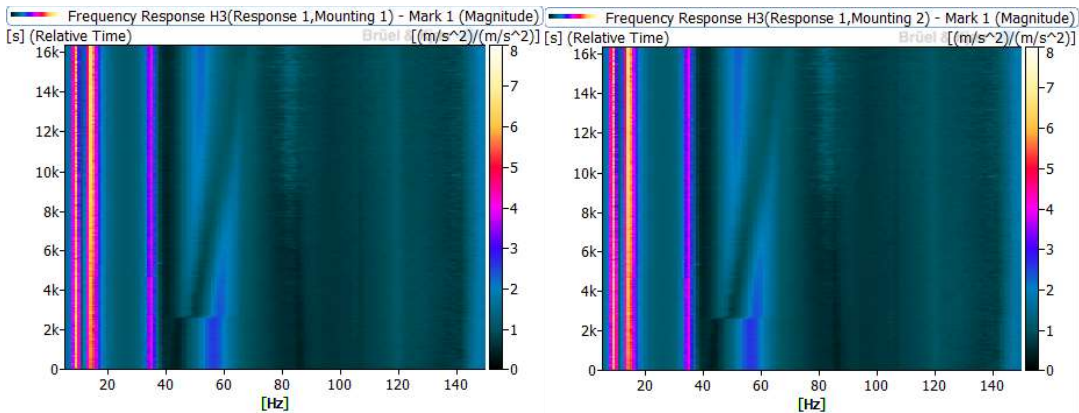 Frequency Response H3(Response 1,Mounting 1) - Mark 1 (Magnitude)
[s] (Relative Time)
Brüel &
[(m/s^2)/(m/s^2)]
16k
14k
12k
10k
8k
6k
4k
2k
0
20
40
60
80
100
120
140
[Hz]
8
7
6
5
4
3
2
1
0
Frequency Response H3(Response 1,Mounting 2) - Mark 1 (Magnitude)
[s] (Relative Time)
Brüel &
[(m/s^2)/(m/s^2)]
16k
14k
12k
10k
8k
6k
4k
2k
0
20
40
60
80
100
120
140
[Hz]
8
7
6
5
4
3
2
1
0